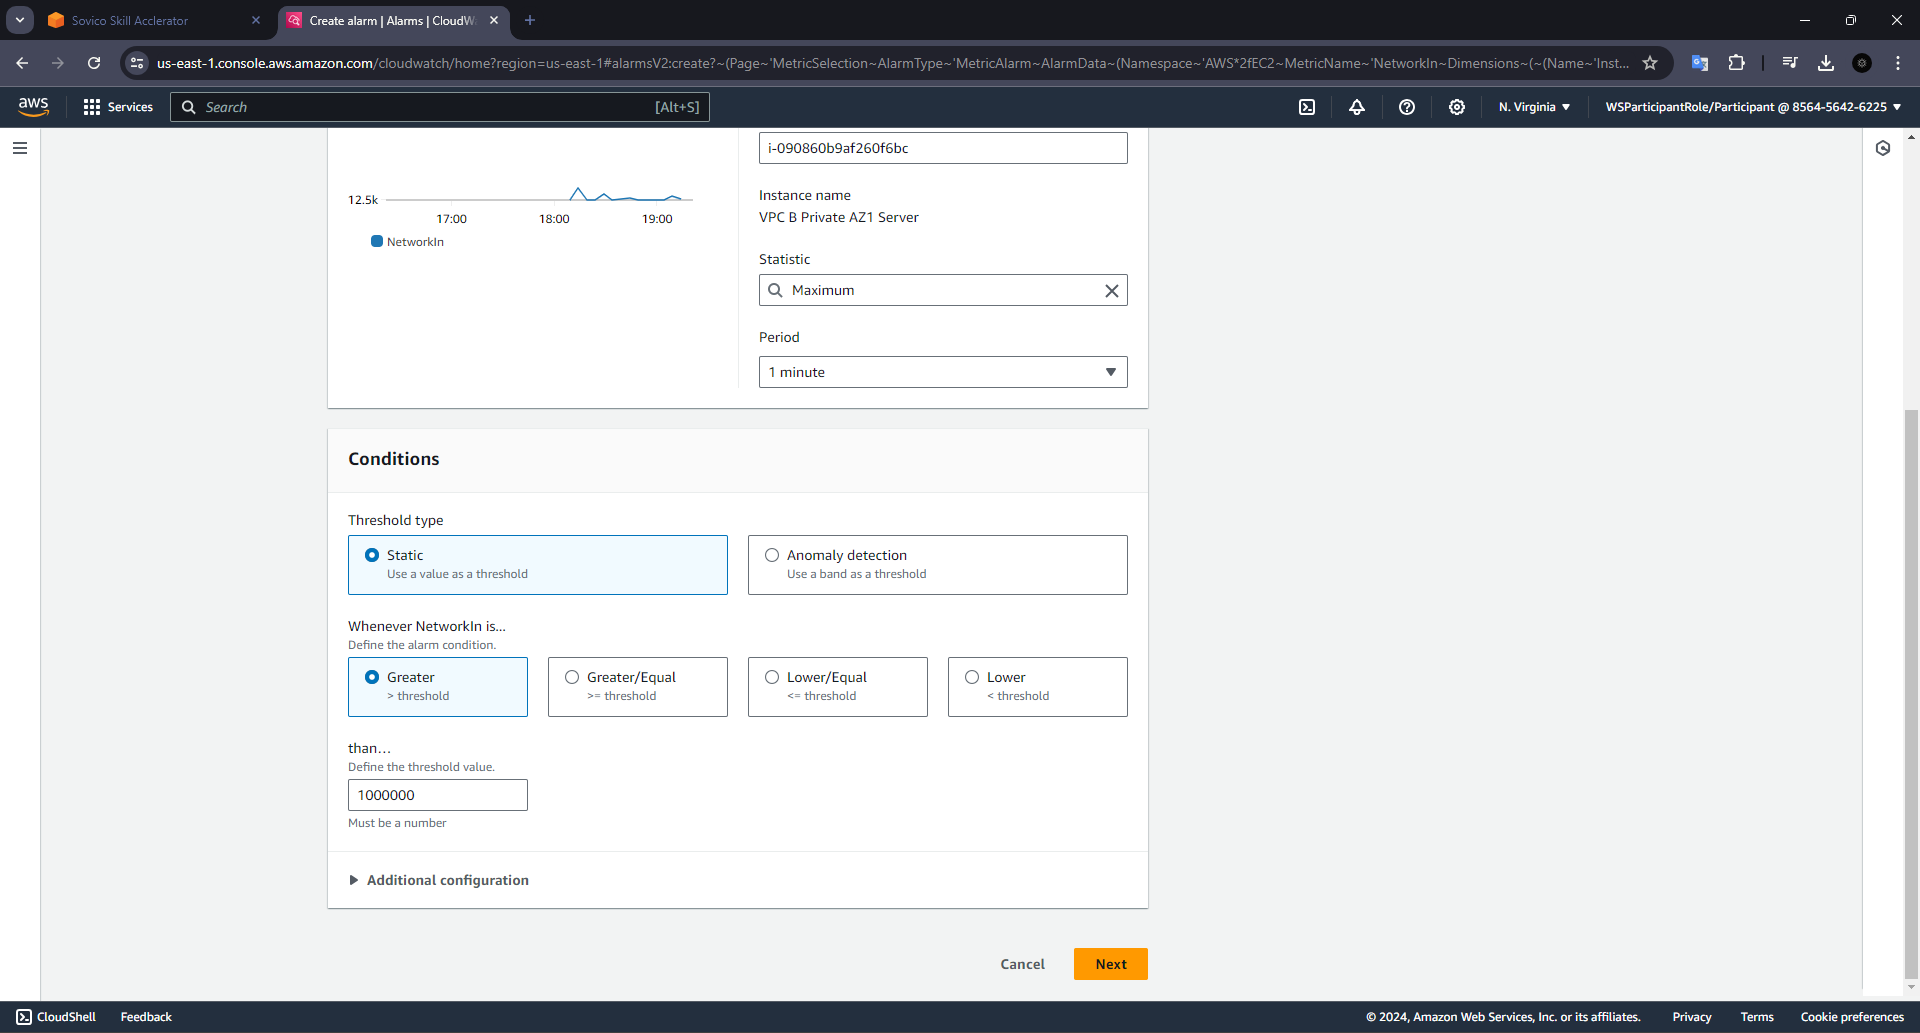 Sovico Skill Acclerator
Create alarm | Alarms | CloudW
us-east-1.console.aws.amazon.com/cloudwatch/home?region=us-east-1#alarmsV2:create?~(Page~'MetricSelection~AlarmType~'MetricAlarm~AlarmData~(Namespace~'AWS*2fEC2~MetricName~'NetworkIn~Dimensions~(~(Name~'Inst...
aws
Services
Search
[Alt+S]
N. Virginia
WSParticipantRole/Participant @ 8564-5642-6225
12.5k
17:00
18:00
19:00
NetworkIn
i-090860b9af260f6bc
Instance name
VPC B Private AZ1 Server
Statistic
Maximum
Period
1 minute
Conditions
Threshold type
Static
Use a value as a threshold
Anomaly detection
Use a band as a threshold
Whenever NetworkIn is...
Define the alarm condition.
Greater
> threshold
Greater/Equal
>= threshold
Lower/Equal
<= threshold
Lower
< threshold
than...
Define the threshold value.
1000000
Must be a number
Additional configuration
Cancel
Next
CloudShell
Feedback
© 2024, Amazon Web Services, Inc. or its affiliates.
Privacy
Terms
Cookie preferences